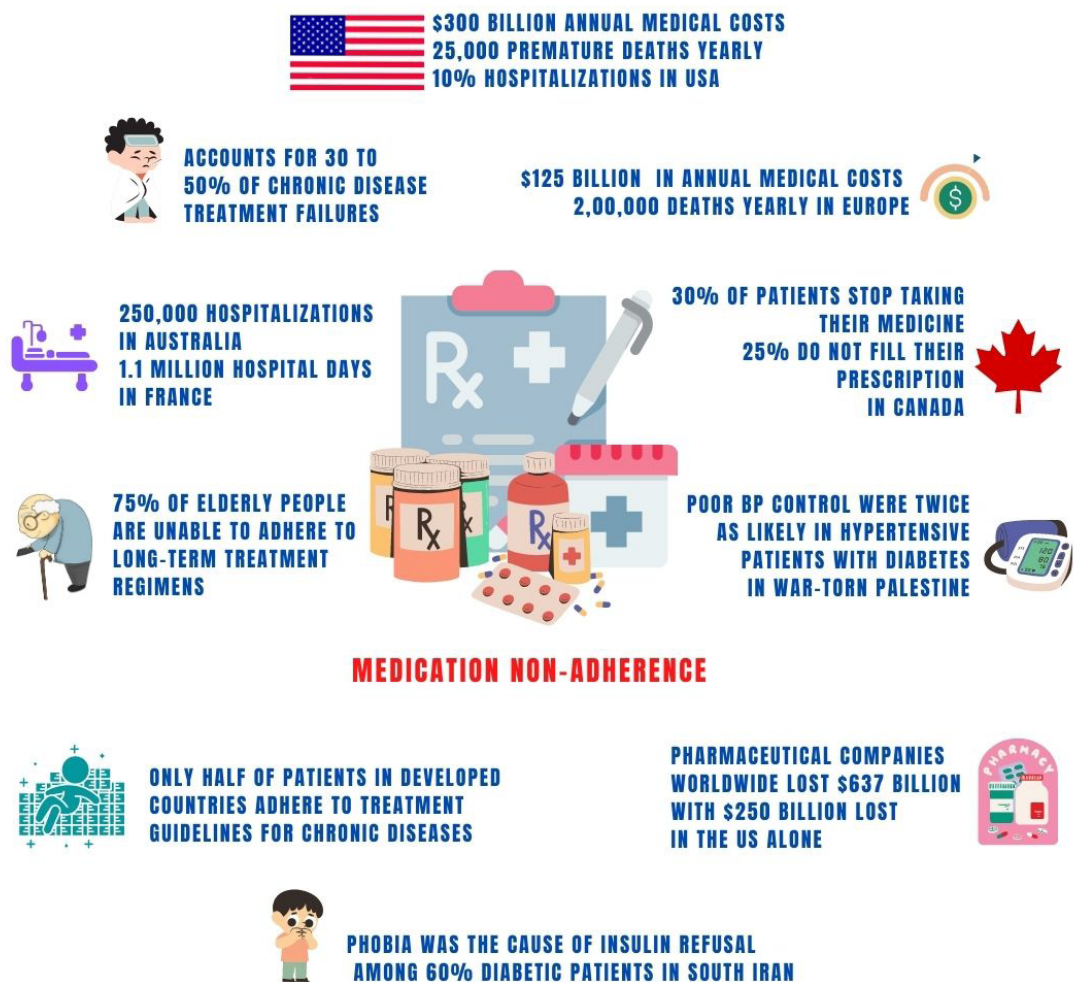 $300 BILLION ANNUAL MEDICAL COSTS
25,000 PREMATURE DEATHS YEARLY
10% HOSPITALIZATIONS IN USA
ACCOUNTS FOR 30 TO
50% OF CHRONIC DISEASE
TREATMENT FAILURES
$125 BILLION IN ANNUAL MEDICAL COSTS
2,00,000 DEATHS YEARLY IN EUROPE
$
250,000 HOSPITALIZATIONS
IN AUSTRALIA
1.1 MILLION HOSPITAL DAYS
IN FRANCE
Rx
30% OF PATIENTS STOP TAKING
THEIR MEDICINE
25% DO NOT FILL THEIR
PRESCRIPTION
IN CANADA
75% OF ELDERLY PEOPLE
ARE UNABLE TO ADHERE TO
LONG-TERM TREATMENT
REGIMENS
Rx
Rx
POOR BP CONTROL WERE TWICE
AS LIKELY IN HYPERTENSIVE
PATIENTS WITH DIABETES
IN WAR-TORN PALESTINE
120
80
MEDICATION NON-ADHERENCE
ONLY HALF OF PATIENTS IN DEVELOPED
COUNTRIES ADHERE TO TREATMENT
GUIDELINES FOR CHRONIC DISEASES
PHARMACEUTICAL COMPANIES
WORLDWIDE LOST $637 BILLION
WITH $250 BILLION LOST
IN THE US ALONE
PHARMACY
PHOBIA WAS THE CAUSE OF INSULIN REFUSAL
AMONG 60% DIABETIC PATIENTS IN SOUTH IRAN